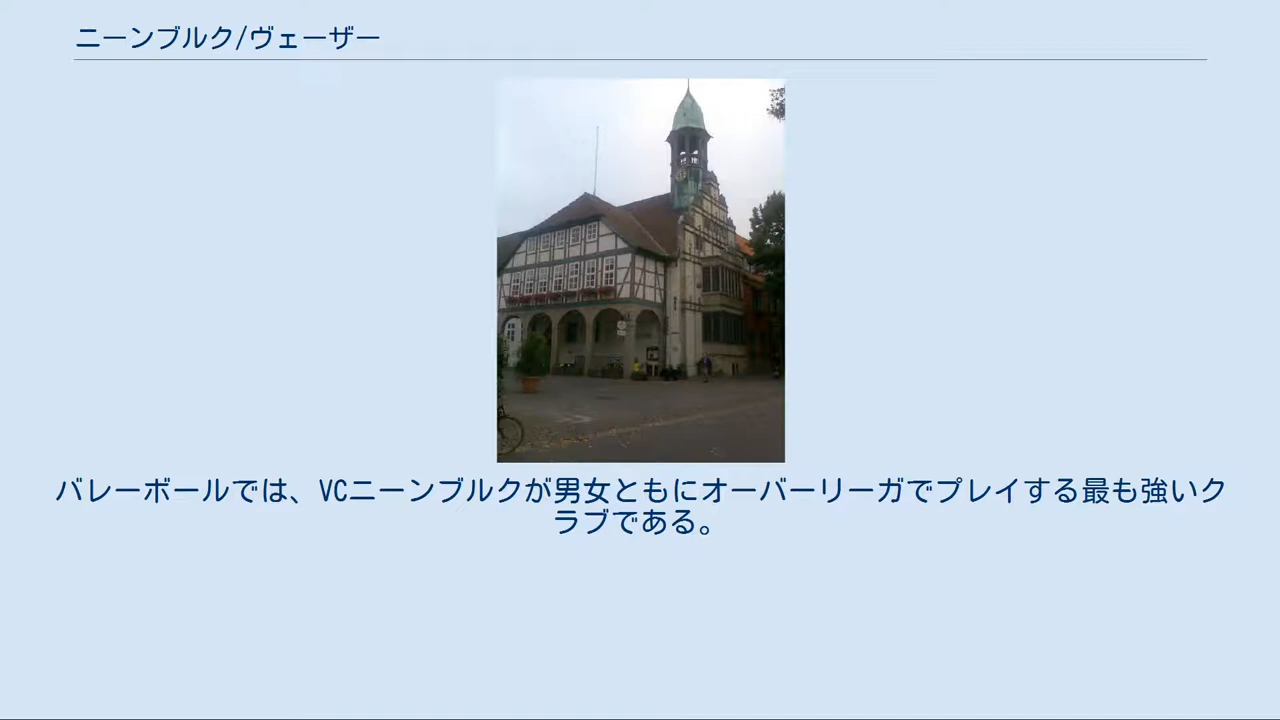 ニーンブルク/ヴェーザー
バレーボールでは、VCニーンブルクが男女ともにオーバーリーガでプレイする最も強いク
ラブである。